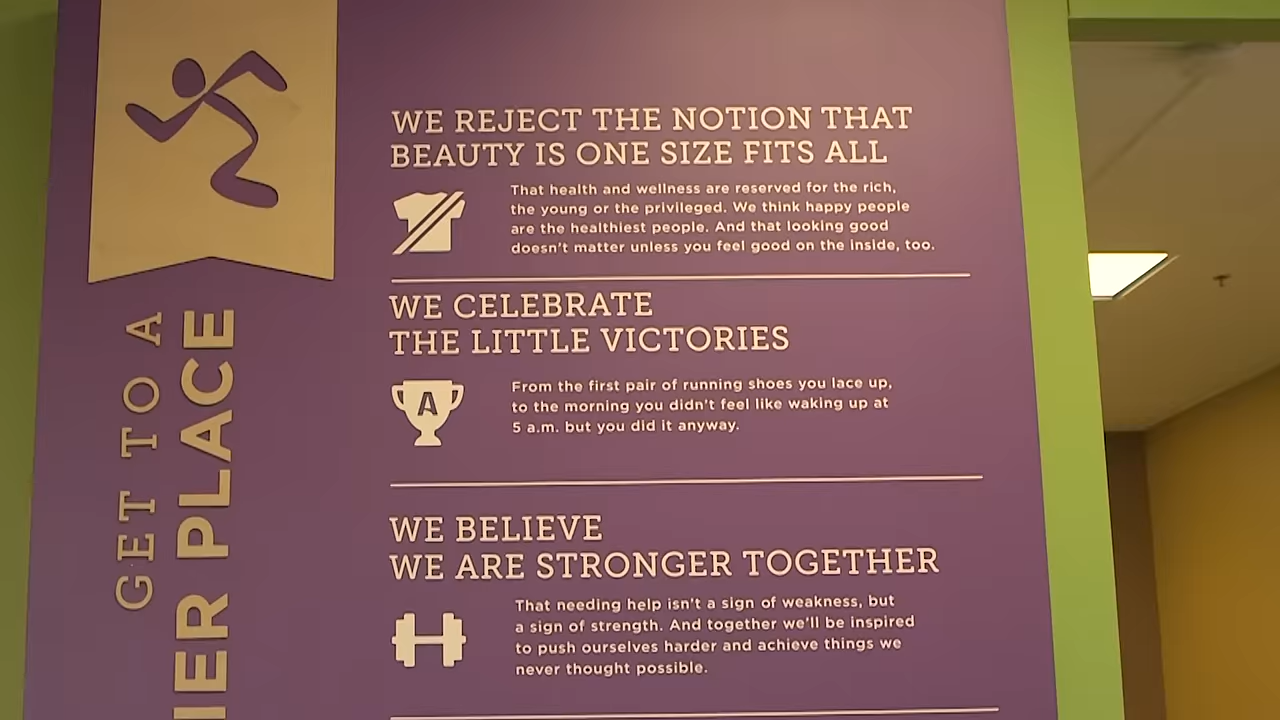 WE REJECT THE NOTION THAT
BEAUTY IS ONE SIZE FITS ALL
That health and wellness are reserved for the rich,
the young or the privileged. We think happy people
are the healthiest people. And that looking good
doesn't matter unless you feel good on the inside, too.
WE CELEBRATE
THE LITTLE VICTORIES
A
From the first pair of running shoes you lace up,
to the morning you didn't feel like waking up at
5 a.m. but you did it anyway.
WE BELIEVE
WE ARE STRONGER TOGETHER
That needing help isn't a sign of weakness, but
a sign of strength. And together we'll be inspired
to push ourselves harder and achieve things we
never thought possible.
GET TO A
IER PLACE